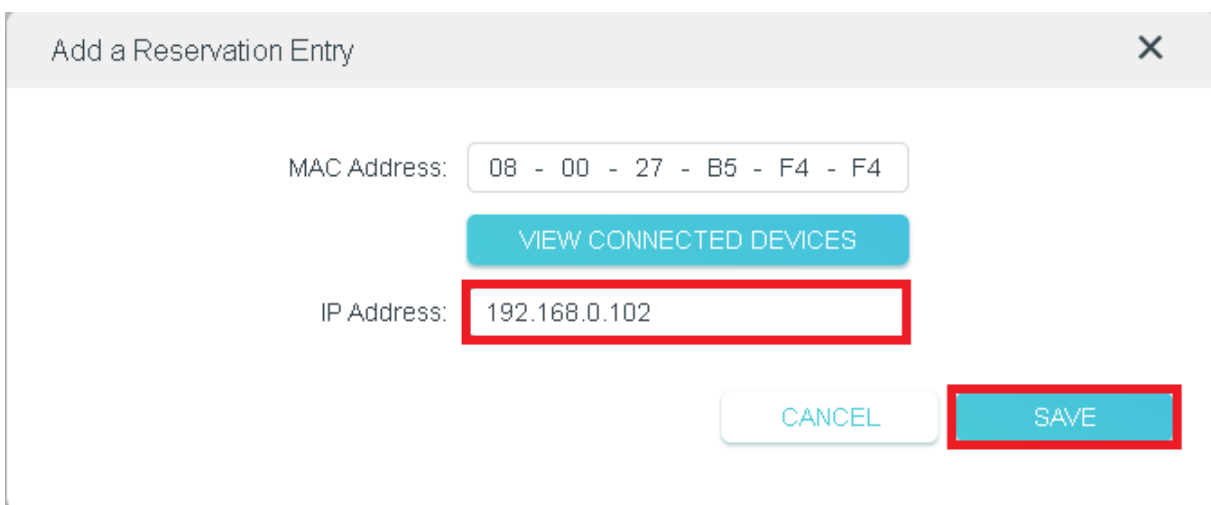 Add a Reservation Entry
MAC Address: 08 - 00 - 27 - B5 - F4 - F4
VIEW CONNECTED DEVICES
IP Address: 192.168.0.102
CANCEL SAVE